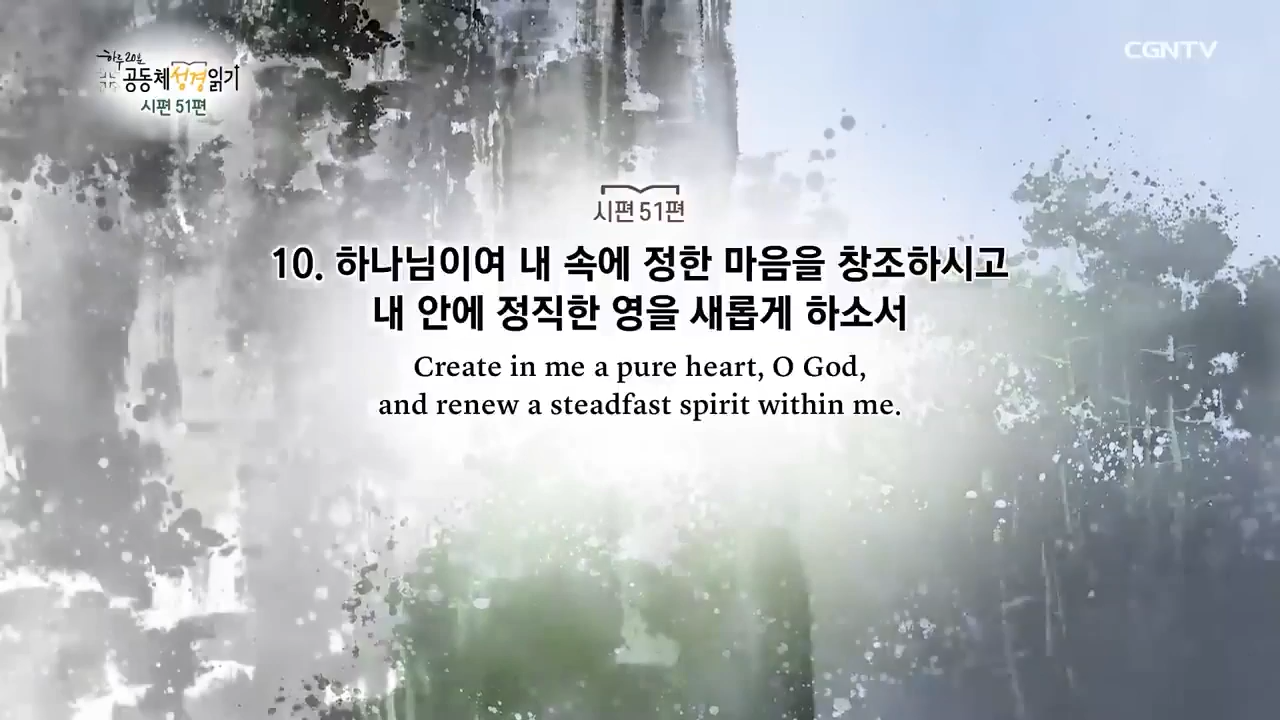 하루 20분
공동체성경읽기
시편 51편
CGNTV
시편 51편
10. 하나님이여 내 속에 정한 마음을 창조하시고
내 안에 정직한 영을 새롭게 하소서
Create in me a pure heart, O God,
and renew a steadfast spirit within me.